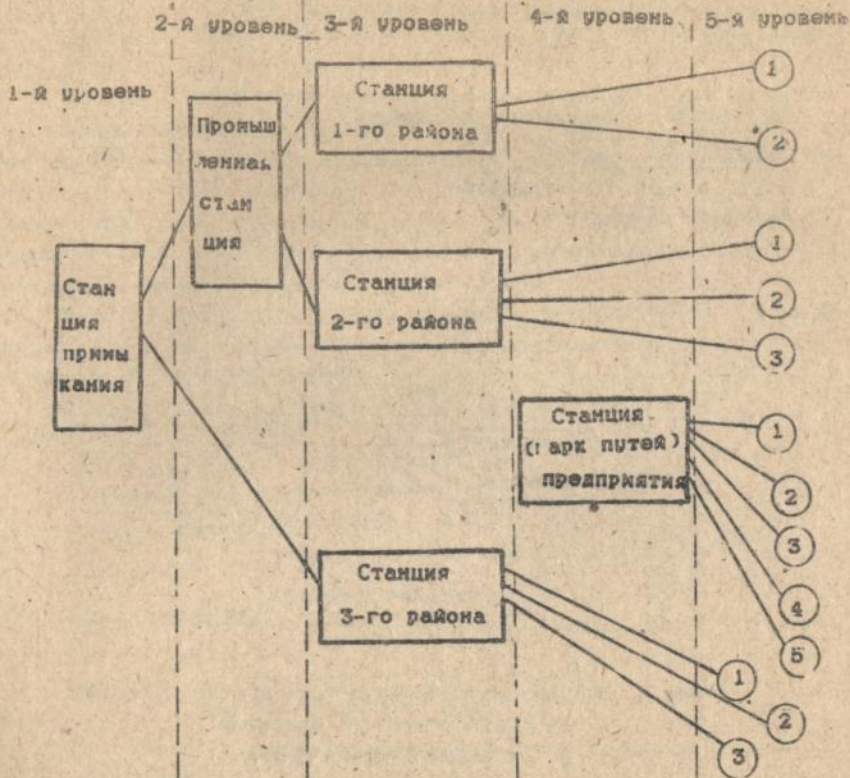 2-й уровень
3-й уровень
4-й уровень
5-й уровень
1-й уровень
Станция
1-го района
1
2
Промыш
ленная
стан
ция
Станция
2-го района
1
2
3
Стан
ция
примы
кания
Станция
(парк путей)
предприятия
1
2
3
4
5
Станция
3-го района
1
2
3